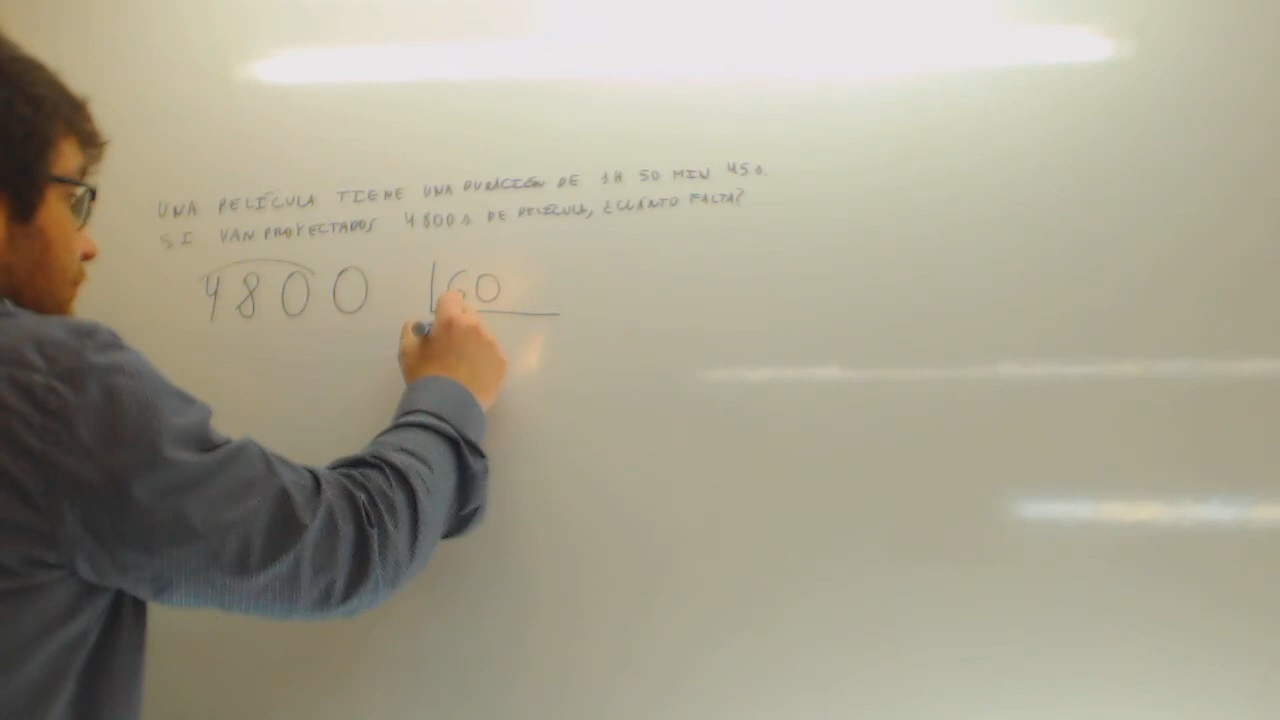 UNA PELÍCULA TIENE UNA DURACIÓN DE 1H 50 MIN 45s.
SI VAN PROYECTADOS 4800s DE PELÍCULA, ¿CUÁNTO FALTA?
4800 60